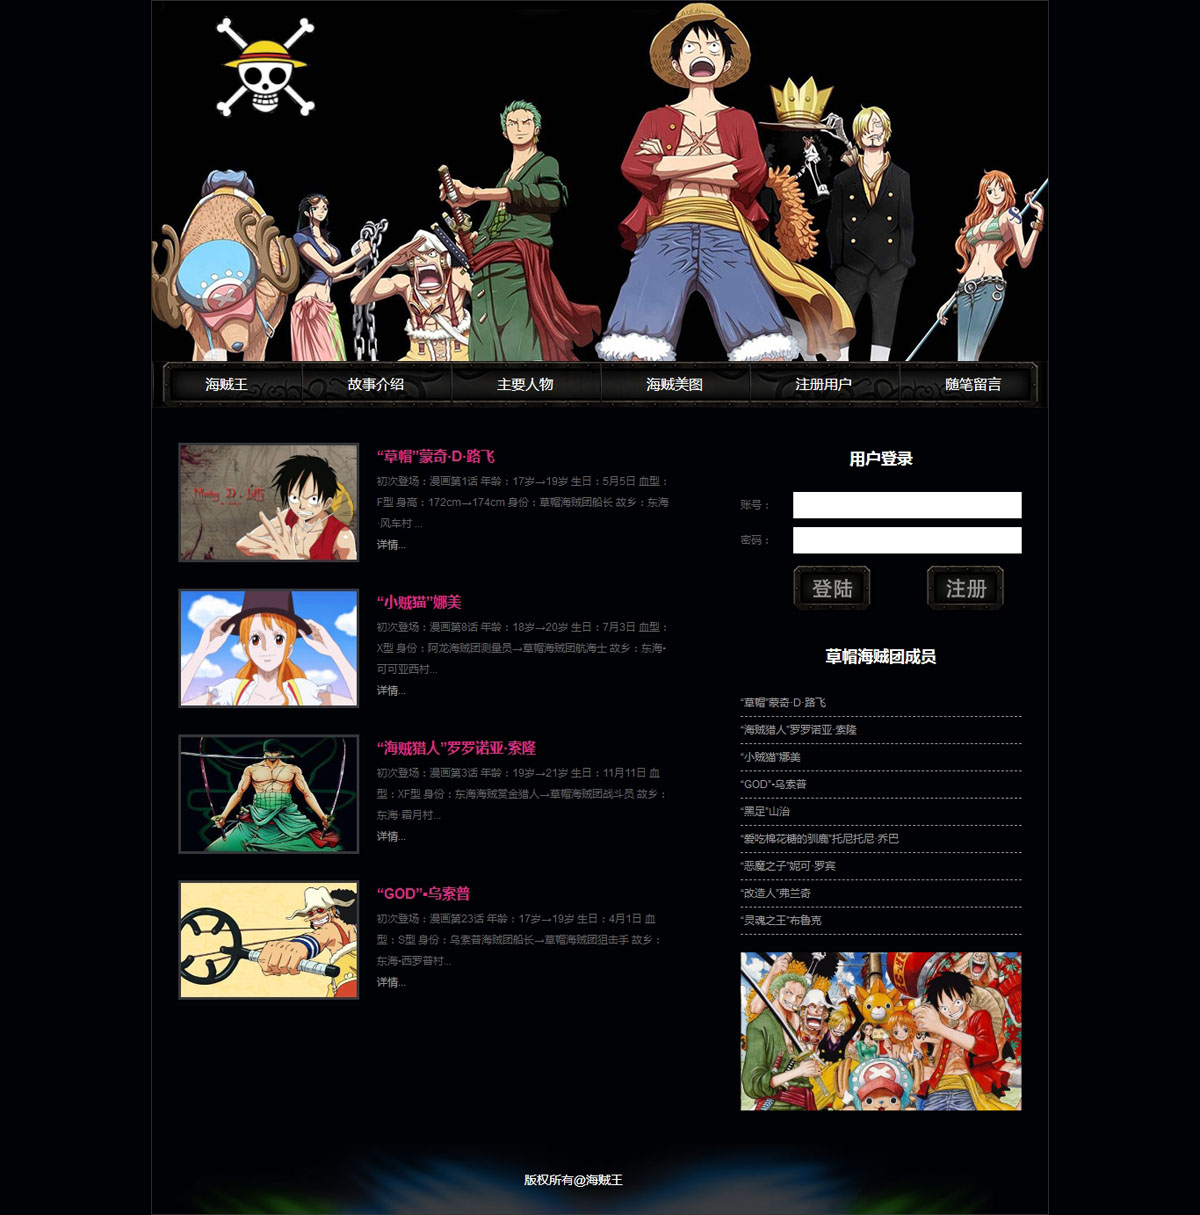 海贼王
故事介绍
主要人物
海贼美图
注册用户
随笔留言
“草帽”蒙奇·D·路飞
初次登场：漫画第1话 年龄：17岁→19岁 生日：5月5日 血型：
F型 身高：172cm→174cm 身份：草帽海贼团船长 故乡：东海
·风车村 ...
详情...
“小贼猫”娜美
初次登场：漫画第8话 年龄：18岁→20岁 生日：7月3日 血型：
X型 身份：阿龙海贼团测量员→草帽海贼团航海士 故乡：东海•
可可亚西村...
详情...
“海贼猎人”罗罗诺亚·索隆
初次登场：漫画第3话 年龄：19岁→21岁 生日：11月11日 血
型：XF型 身份：东海海贼赏金猎人→草帽海贼团战斗员 故乡：
东海·霜月村...
详情...
“GOD”•乌索普
初次登场：漫画第23话 年龄：17岁→19岁 生日：4月1日 血
型：S型 身份：乌索普海贼团船长→草帽海贼团狙击手 故乡：
东海•西罗普村...
详情...
用户登录
账号：
密码：
登陆
注册
草帽海贼团成员
“草帽”蒙奇·D·路飞
“海贼猎人”罗罗诺亚·索隆
“小贼猫”娜美
“GOD”•乌索普
“黑足”山治
“爱吃棉花糖的驯鹿”托尼托尼·乔巴
“恶魔之子”妮可·罗宾
“改造人”弗兰奇
“灵魂之王”布鲁克
版权所有@海贼王